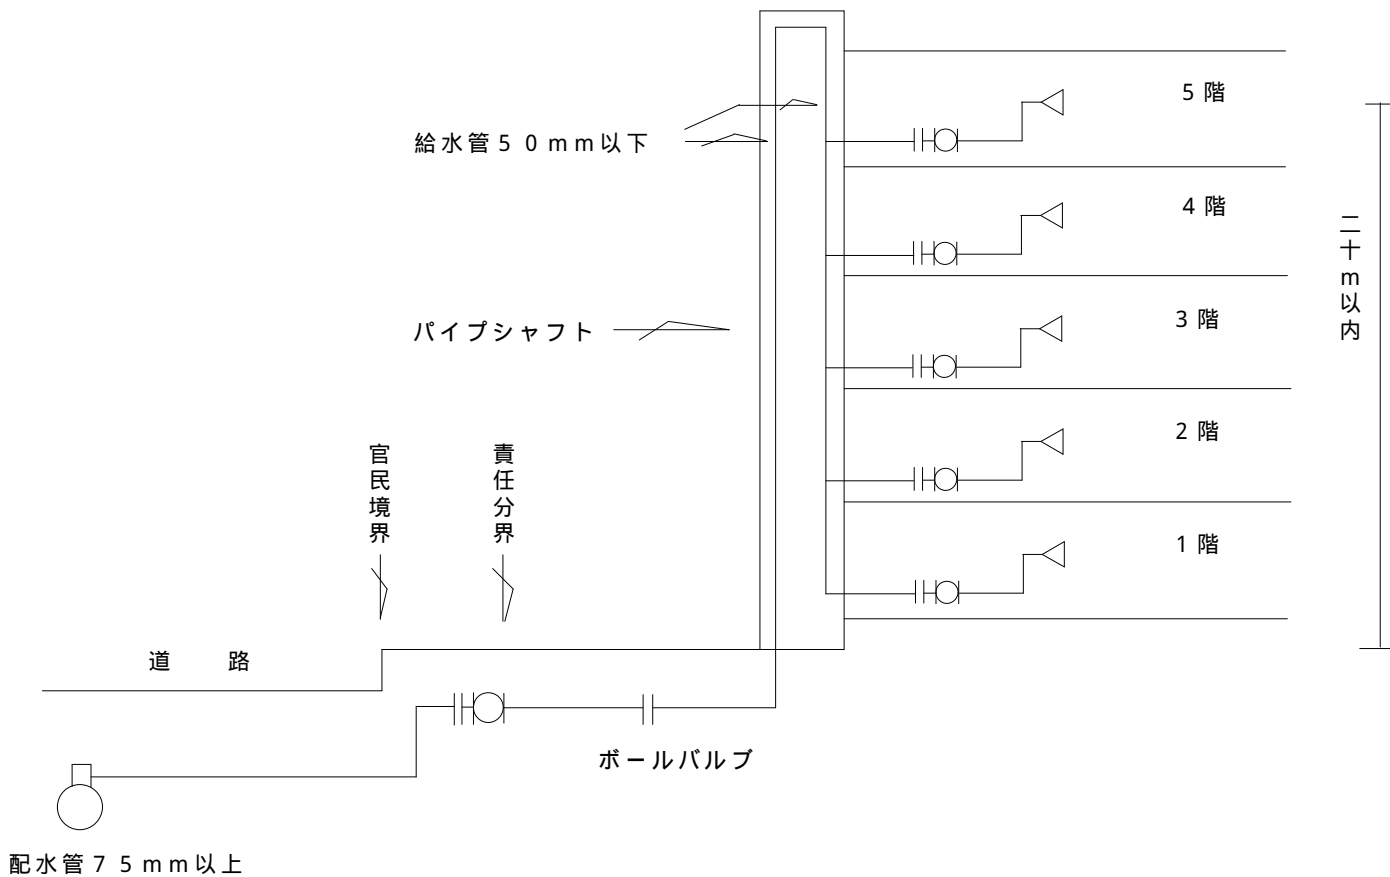 5 階
給水管5 0 mm以下
4 階
二十m以内
パイプシャフト
3 階
官民境界
責任分界
2 階
1 階
道　路
ボールバルブ
配水管7 5 mm以上